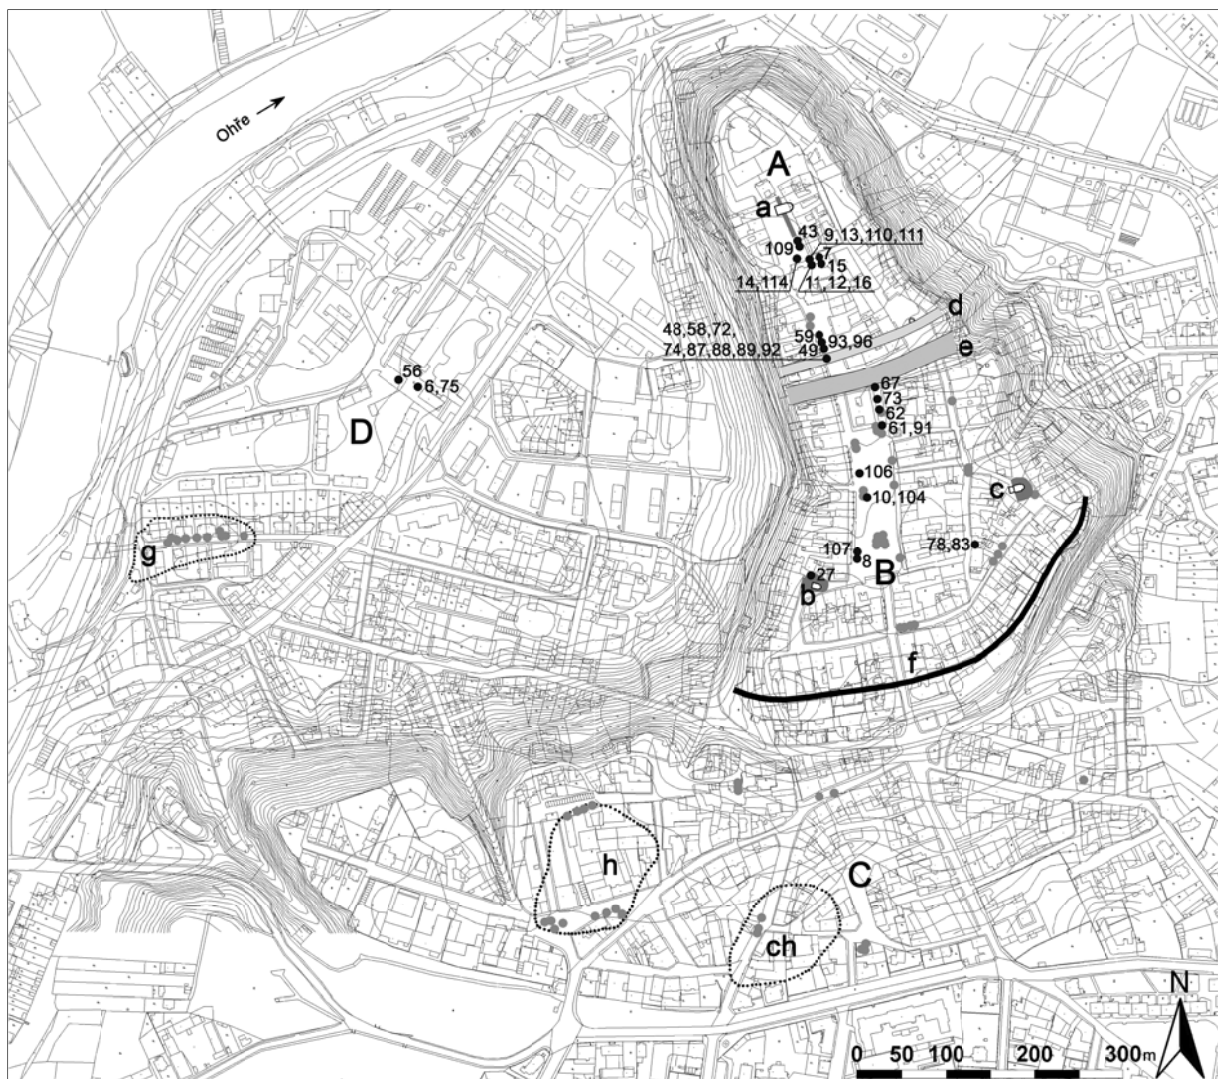 Ohře
A
a
43
9,13,110,111
109
7
15
14,114
11,12,16
d
48,58,72,
59
93,96
74,87,88,89,92
49
e
56
6,75
67
73
62
61,91
D
106
c
10,104
g
107
78,83
8
B
27
b
f
h
C
ch
N
0 50 100 200 300m